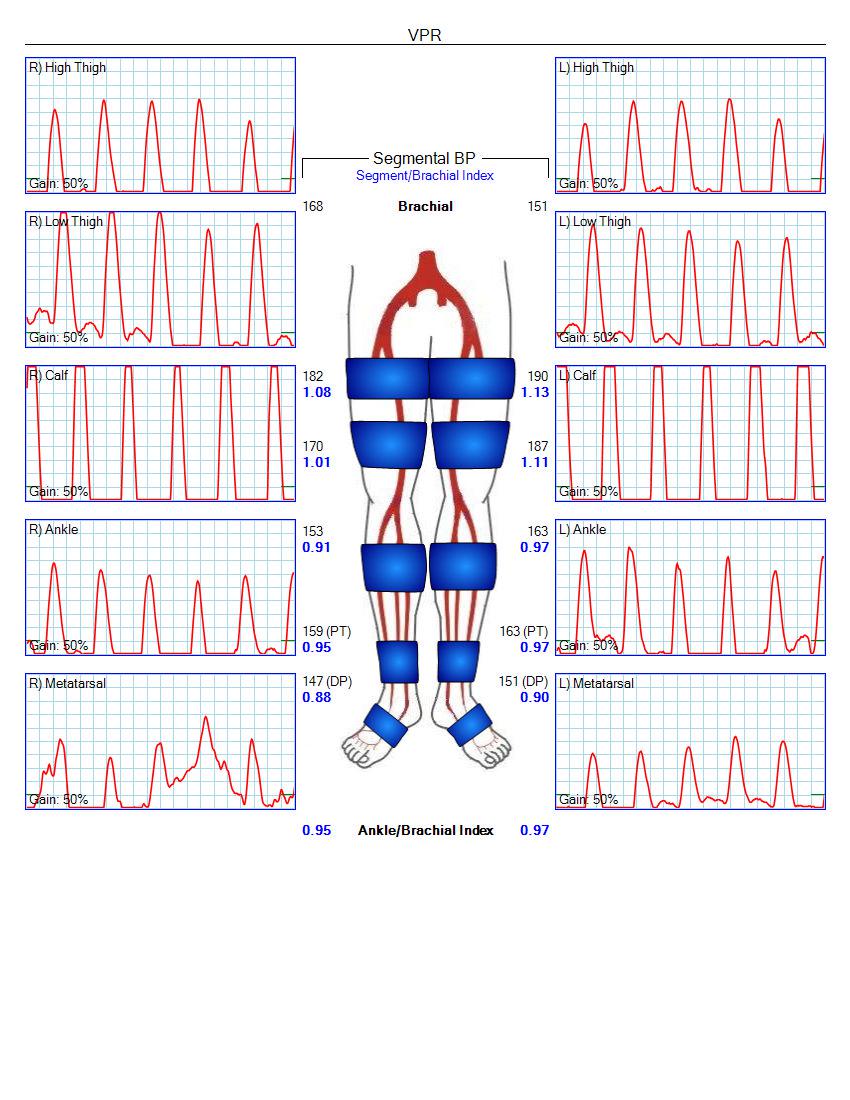 VPR
R) High Thigh
Gain: 50%
L) High Thigh
Gain: 50%
Segmental BP
Segment/Brachial Index
168 Brachial 151
R) Low Thigh
Gain: 50%
L) Low Thigh
Gain: 50%
182 190
1.08 1.13
R) Calf
Gain: 50%
L) Calf
Gain: 50%
170 187
1.01 1.11
R) Ankle
Gain: 50%
L) Ankle
Gain: 50%
153 163
0.91 0.97
159 (PT) 163 (PT)
0.95 0.97
R) Metatarsal
Gain: 50%
L) Metatarsal
Gain: 50%
147 (DP) 151 (DP)
0.88 0.90
0.95 Ankle/Brachial Index 0.97